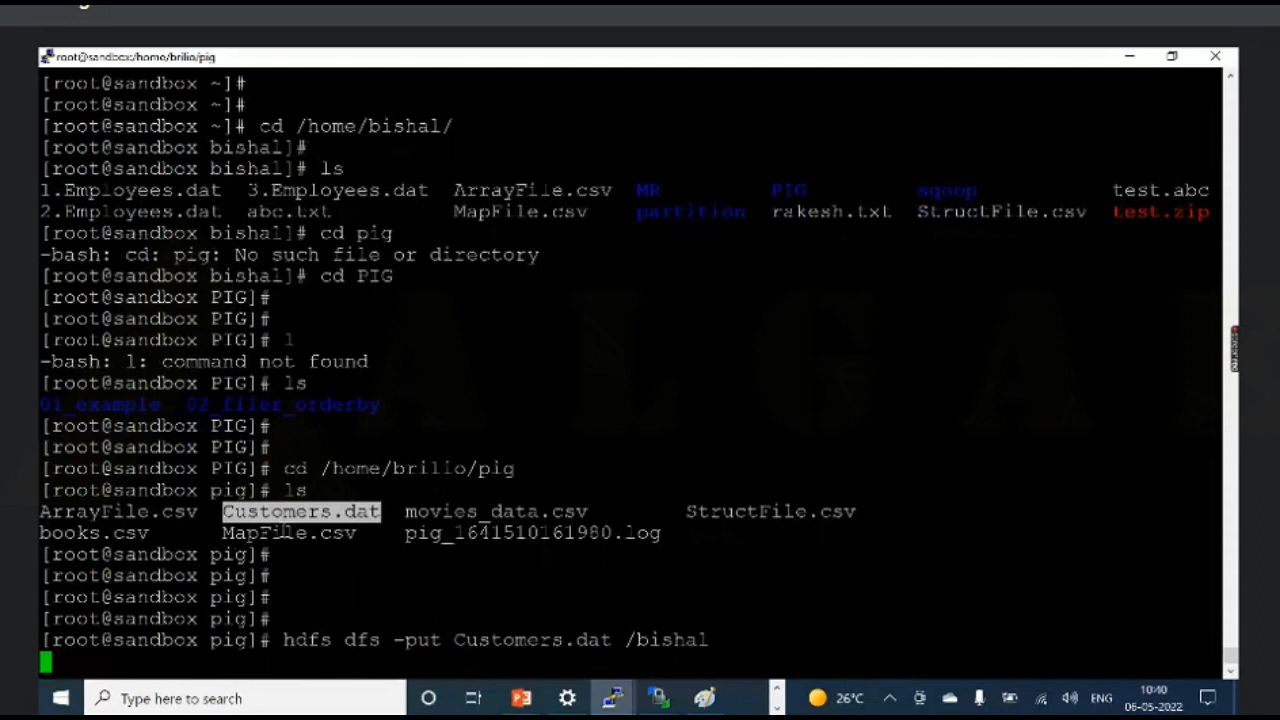 root@sandbox:/home/brilio/pig
[root@sandbox ~]#
[root@sandbox ~]#
[root@sandbox ~]# cd /home/bishal/
[root@sandbox bishal]#
[root@sandbox bishal]# ls
1.Employees.dat 3.Employees.dat ArrayFile.csv MR PIG sqoop test.abc
2.Employees.dat abc.txt MapFile.csv partition rakesh.txt StructFile.csv test.zip
[root@sandbox bishal]# cd pig
-bash: cd: pig: No such file or directory
[root@sandbox bishal]# cd PIG
[root@sandbox PIG]#
[root@sandbox PIG]#
[root@sandbox PIG]# l
-bash: l: command not found
[root@sandbox PIG]# ls
01_example 02_filer_orderby
[root@sandbox PIG]#
[root@sandbox PIG]#
[root@sandbox PIG]# cd /home/brilio/pig
[root@sandbox pig]# ls
ArrayFile.csv Customers.dat movies_data.csv StructFile.csv
books.csv MapFile.csv pig_1641510161980.log
[root@sandbox pig]#
[root@sandbox pig]#
[root@sandbox pig]#
[root@sandbox pig]#
[root@sandbox pig]# hdfs dfs -put Customers.dat /bishal
Type here to search
26°C
ENG
10:40
06-05-2022